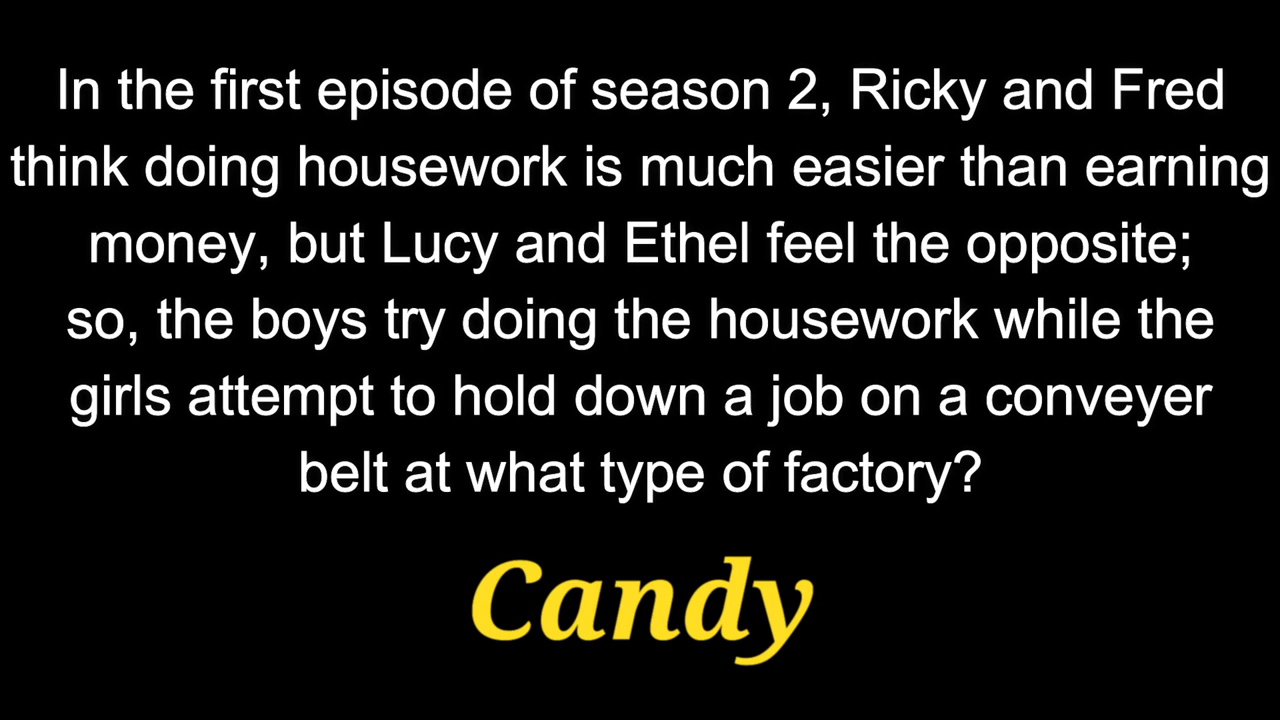 In the first episode of season 2, Ricky and Fred
think doing housework is much easier than earning
money, but Lucy and Ethel feel the opposite;
so, the boys try doing the housework while the
girls attempt to hold down a job on a conveyer
belt at what type of factory?
Candy